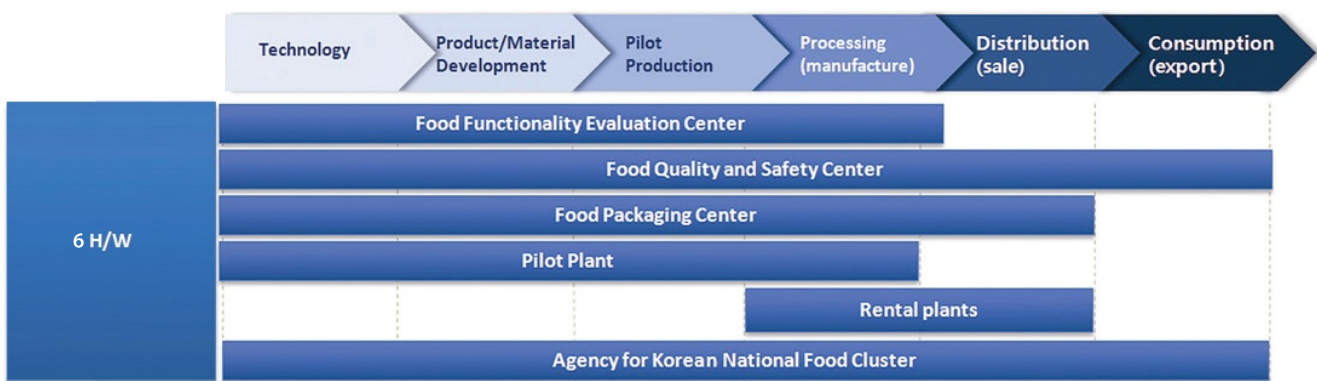 Technology
Product/Material
Development
Pilot
Production
Processing
(manufacture)
Distribution
(sale)
Consumption
(export)
6 H/W
Food Functionality Evaluation Center
Food Quality and Safety Center
Food Packaging Center
Pilot Plant
Rental plants
Agency for Korean National Food Cluster